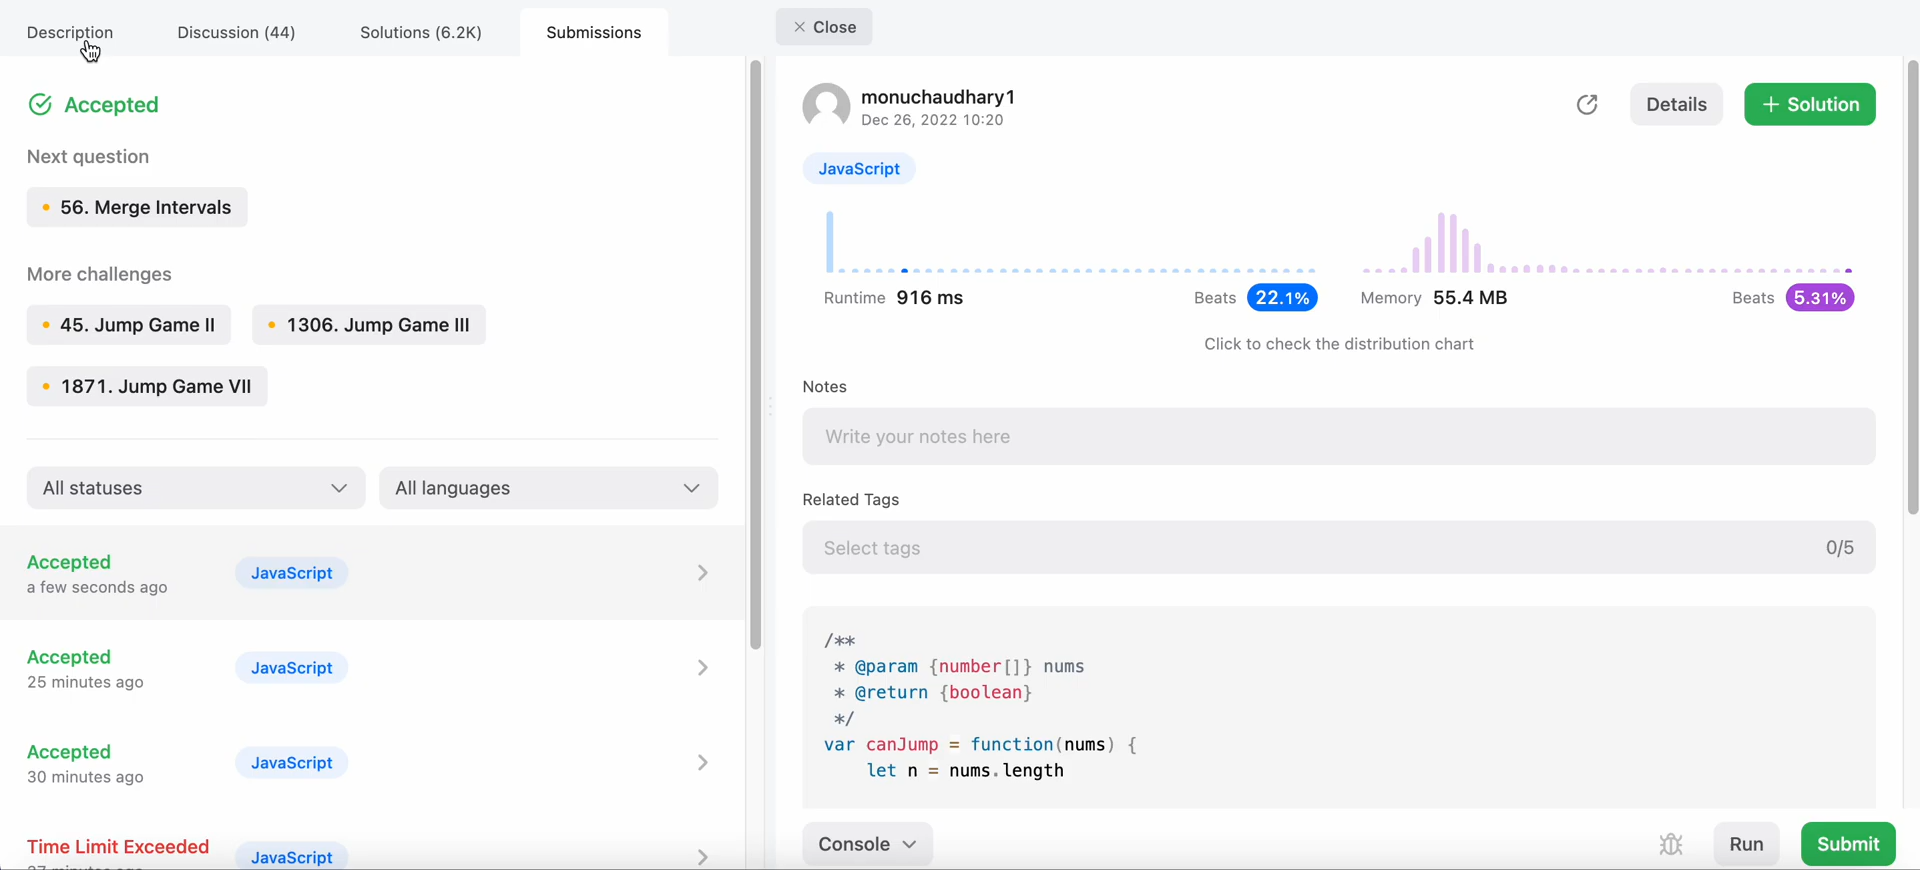 Description
Discussion (44)
Solutions (6.2K)
Submissions
Close
Accepted
Next question
56. Merge Intervals
More challenges
45. Jump Game II
1306. Jump Game III
1871. Jump Game VII
All statuses
All languages
Accepted
a few seconds ago
JavaScript
Accepted
25 minutes ago
JavaScript
Accepted
30 minutes ago
JavaScript
Time Limit Exceeded
JavaScript
monuchaudhary1
Dec 26, 2022 10:20
Details
+ Solution
JavaScript
Runtime 916 ms
Beats 22.1%
Memory 55.4 MB
Beats 5.31%
Click to check the distribution chart
Notes
Write your notes here
Related Tags
Select tags
0/5
/**
 * @param {number[]} nums
 * @return {boolean}
 */
var canJump = function(nums) {
    let n = nums.length
Console
Run
Submit